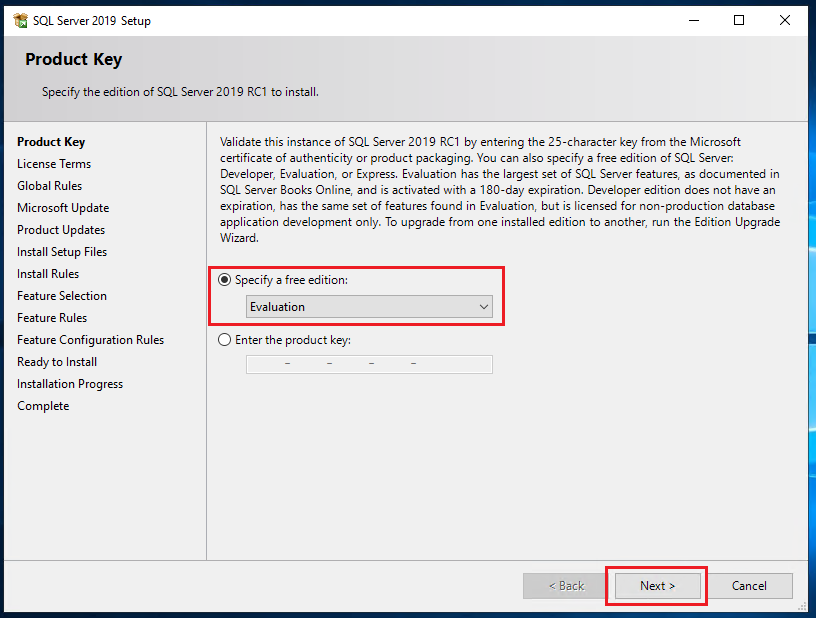 SQL Server 2019 Setup
Product Key
Specify the edition of SQL Server 2019 RC1 to install.
Product Key
License Terms
Global Rules
Microsoft Update
Product Updates
Install Setup Files
Install Rules
Feature Selection
Feature Rules
Feature Configuration Rules
Ready to Install
Installation Progress
Complete
Validate this instance of SQL Server 2019 RC1 by entering the 25-character key from the Microsoft
certificate of authenticity or product packaging. You can also specify a free edition of SQL Server:
Developer, Evaluation, or Express. Evaluation has the largest set of SQL Server features, as documented in
SQL Server Books Online, and is activated with a 180-day expiration. Developer edition does not have an
expiration, has the same set of features found in Evaluation, but is licensed for non-production database
application development only. To upgrade from one installed edition to another, run the Edition Upgrade
Wizard.
Specify a free edition:
Evaluation
Enter the product key:
- - - -
< Back
Next >
Cancel